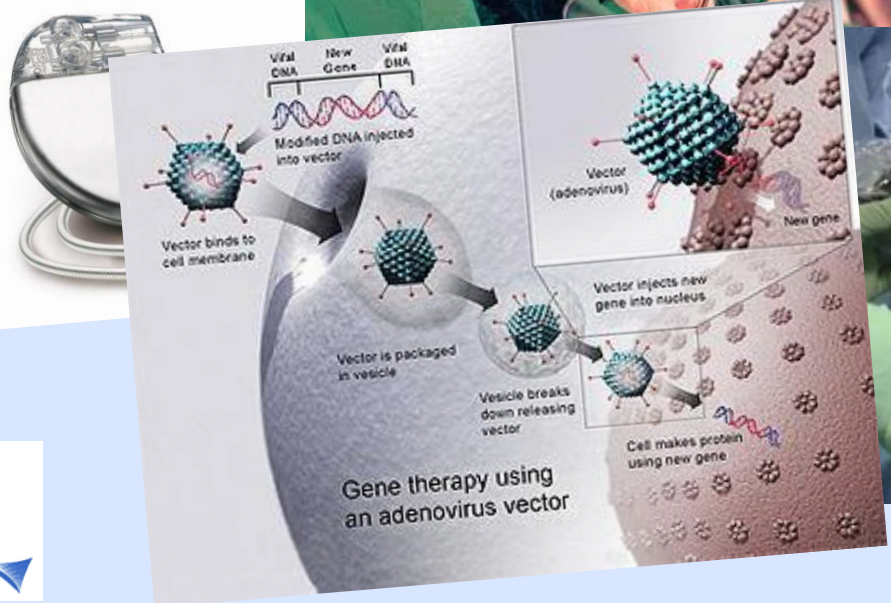 Viral
DNA
New
Gene
Viral
DNA
Modified DNA injected
into vector
Vector binds to
cell membrane
Vector is packaged
in vesicle
Vesicle breaks
down releasing
vector
Vector injects new
gene into nucleus
Cell makes protein
using new gene
Vector
(adenovirus)
New gene
Gene therapy using
an adenovirus vector